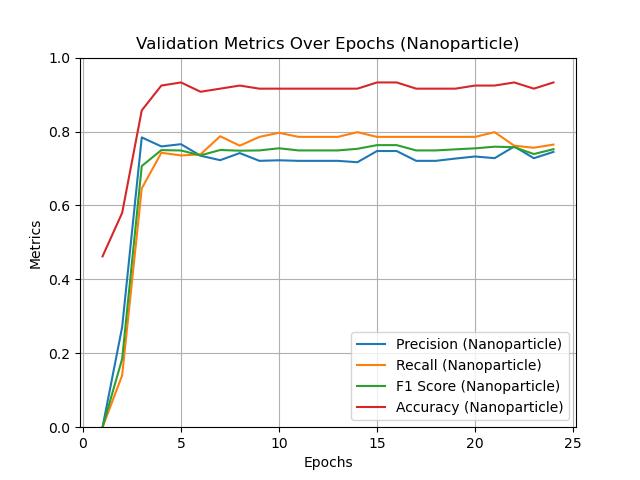 Validation Metrics Over Epochs (Nanoparticle)
1.0
0.8
0.6
0.4
0.2
0.0
Metrics
0
5
10
15
20
25
Epochs
Precision (Nanoparticle)
Recall (Nanoparticle)
F1 Score (Nanoparticle)
Accuracy (Nanoparticle)